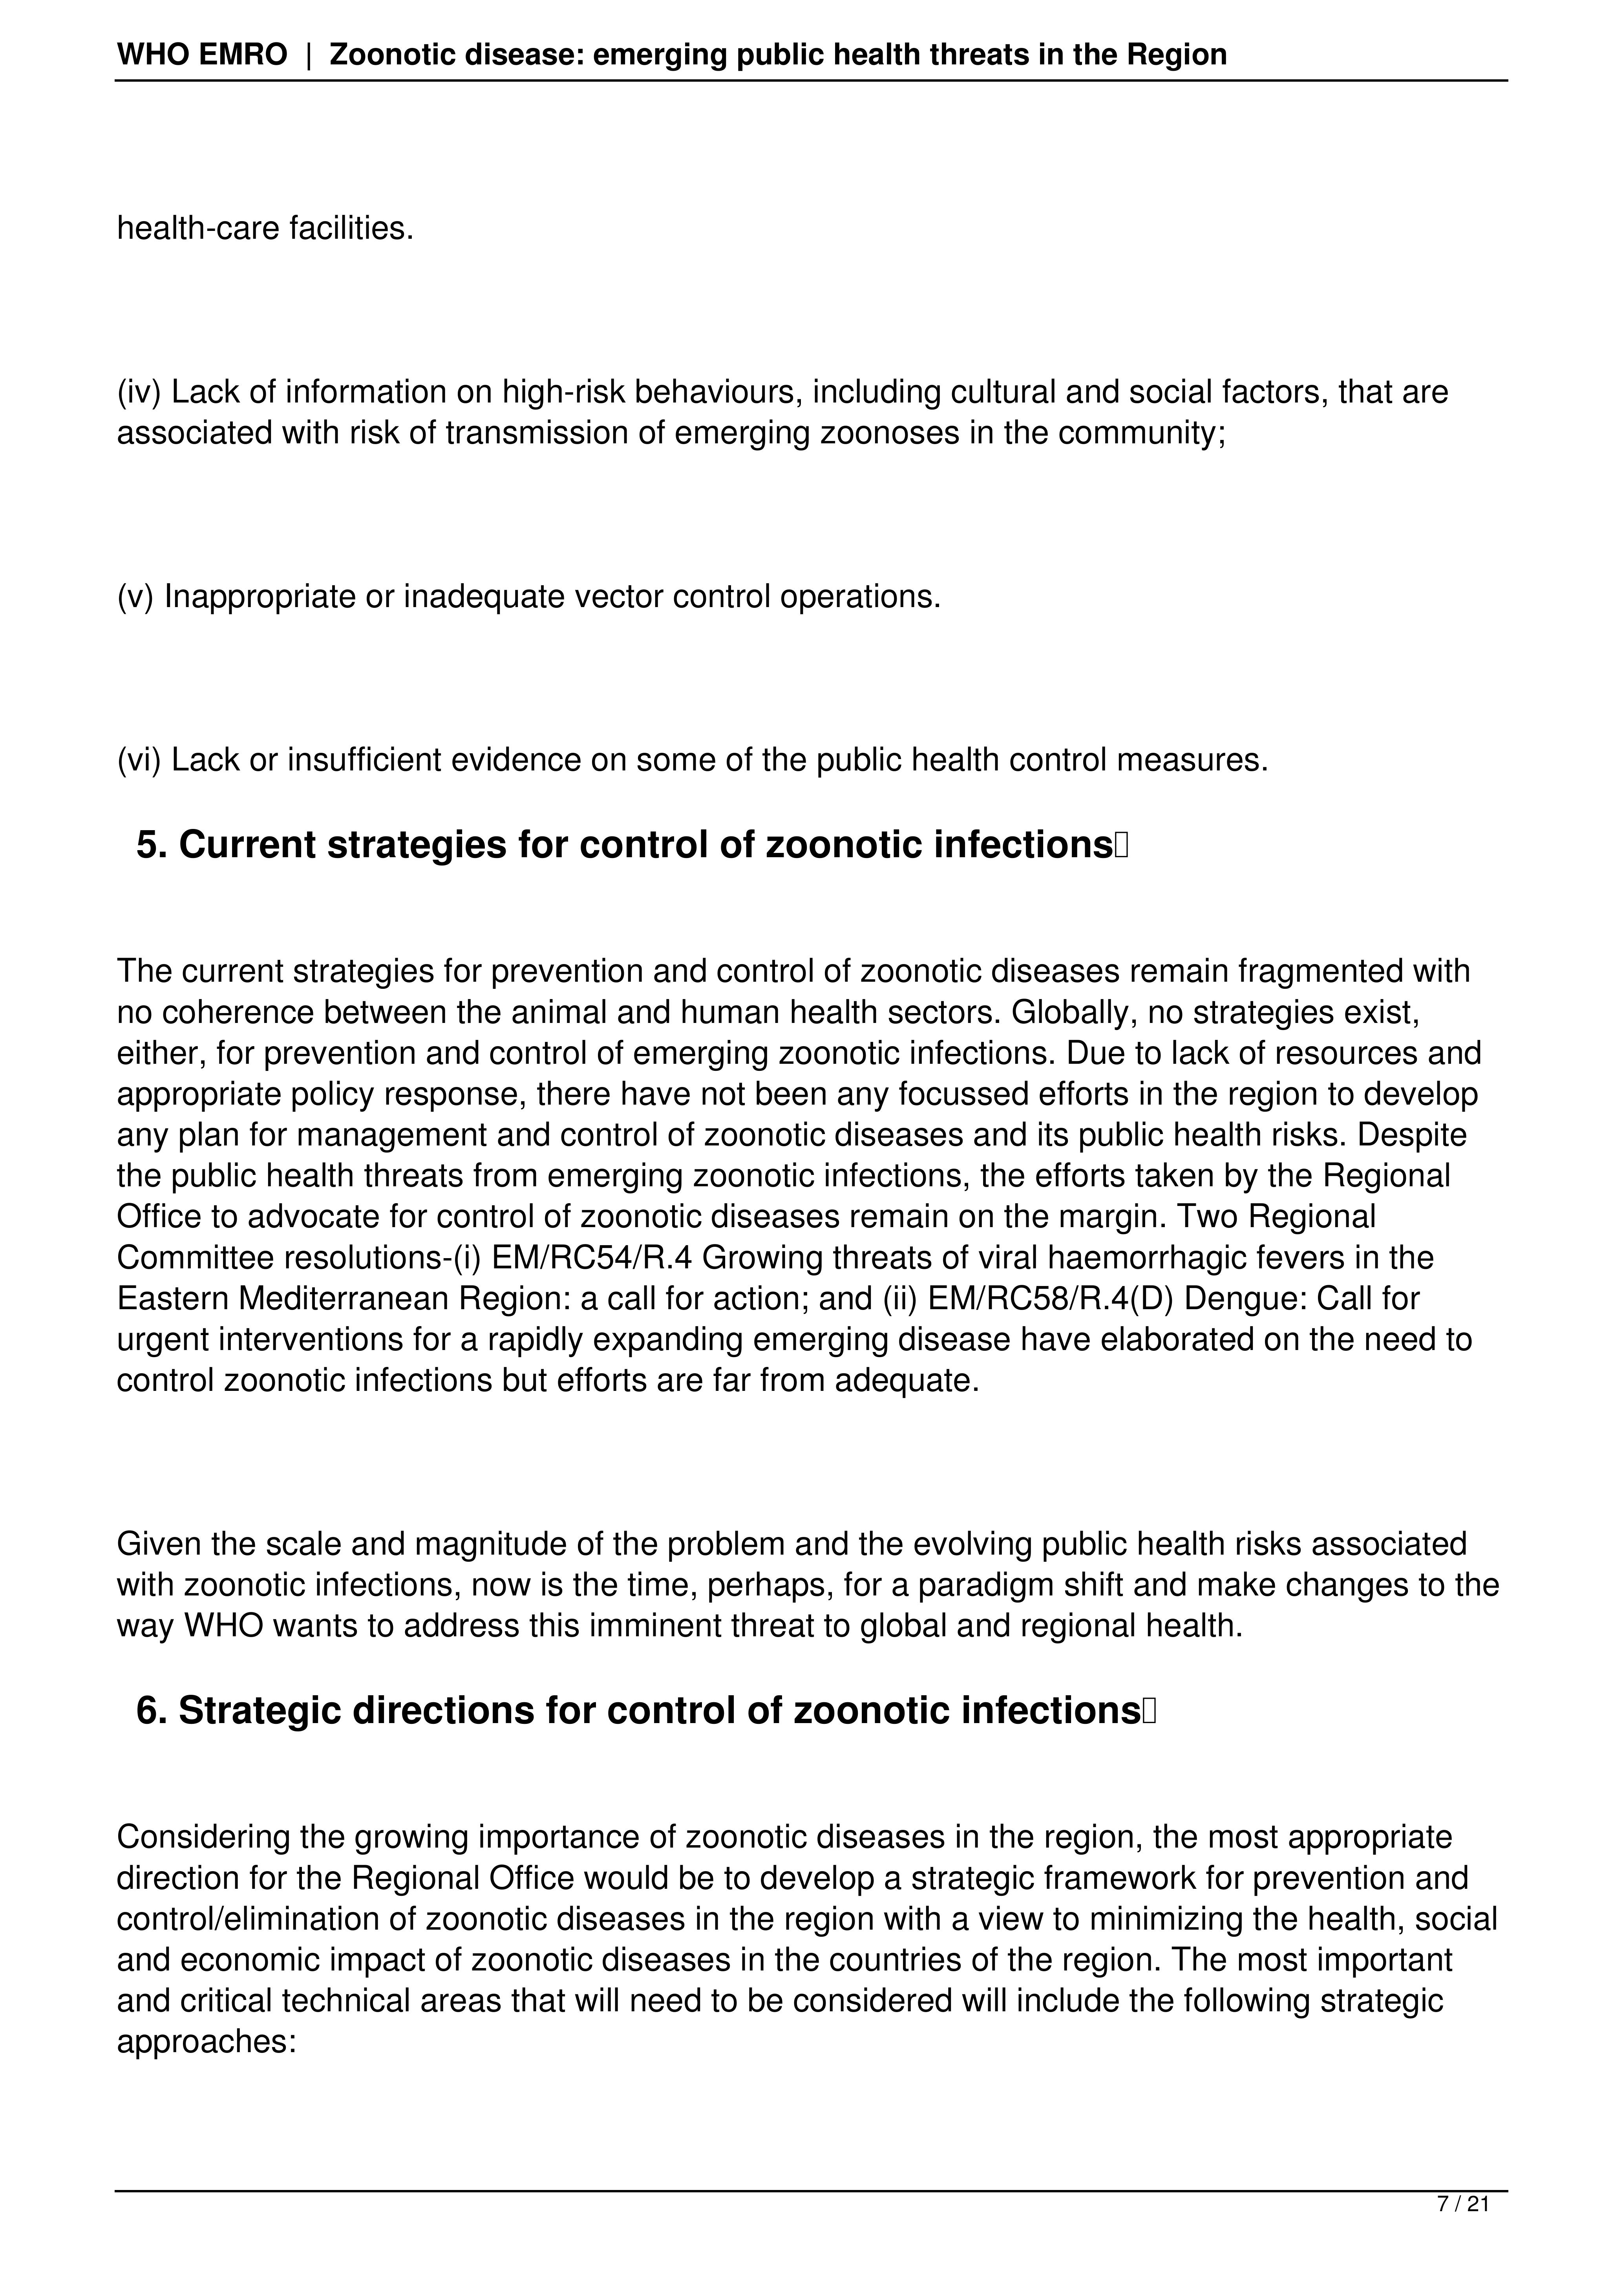 WHO EMRO | Zoonotic disease: emerging public health threats in the Region
health-care facilities.
(iv) Lack of information on high-risk behaviours, including cultural and social factors, that are
associated with risk of transmission of emerging zoonoses in the community;
(v) Inappropriate or inadequate vector control operations.
(vi) Lack or insufficient evidence on some of the public health control measures.
5. Current strategies for control of zoonotic infections
The current strategies for prevention and control of zoonotic diseases remain fragmented with
no coherence between the animal and human health sectors. Globally, no strategies exist,
either, for prevention and control of emerging zoonotic infections. Due to lack of resources and
appropriate policy response, there have not been any focussed efforts in the region to develop
any plan for management and control of zoonotic diseases and its public health risks. Despite
the public health threats from emerging zoonotic infections, the efforts taken by the Regional
Office to advocate for control of zoonotic diseases remain on the margin. Two Regional
Committee resolutions-(i) EM/RC54/R.4 Growing threats of viral haemorrhagic fevers in the
Eastern Mediterranean Region: a call for action; and (ii) EM/RC58/R.4(D) Dengue: Call for
urgent interventions for a rapidly expanding emerging disease have elaborated on the need to
control zoonotic infections but efforts are far from adequate.
Given the scale and magnitude of the problem and the evolving public health risks associated
with zoonotic infections, now is the time, perhaps, for a paradigm shift and make changes to the
way WHO wants to address this imminent threat to global and regional health.
6. Strategic directions for control of zoonotic infections
Considering the growing importance of zoonotic diseases in the region, the most appropriate
direction for the Regional Office would be to develop a strategic framework for prevention and
control/elimination of zoonotic diseases in the region with a view to minimizing the health, social
and economic impact of zoonotic diseases in the countries of the region. The most important
and critical technical areas that will need to be considered will include the following strategic
approaches:
7 / 21